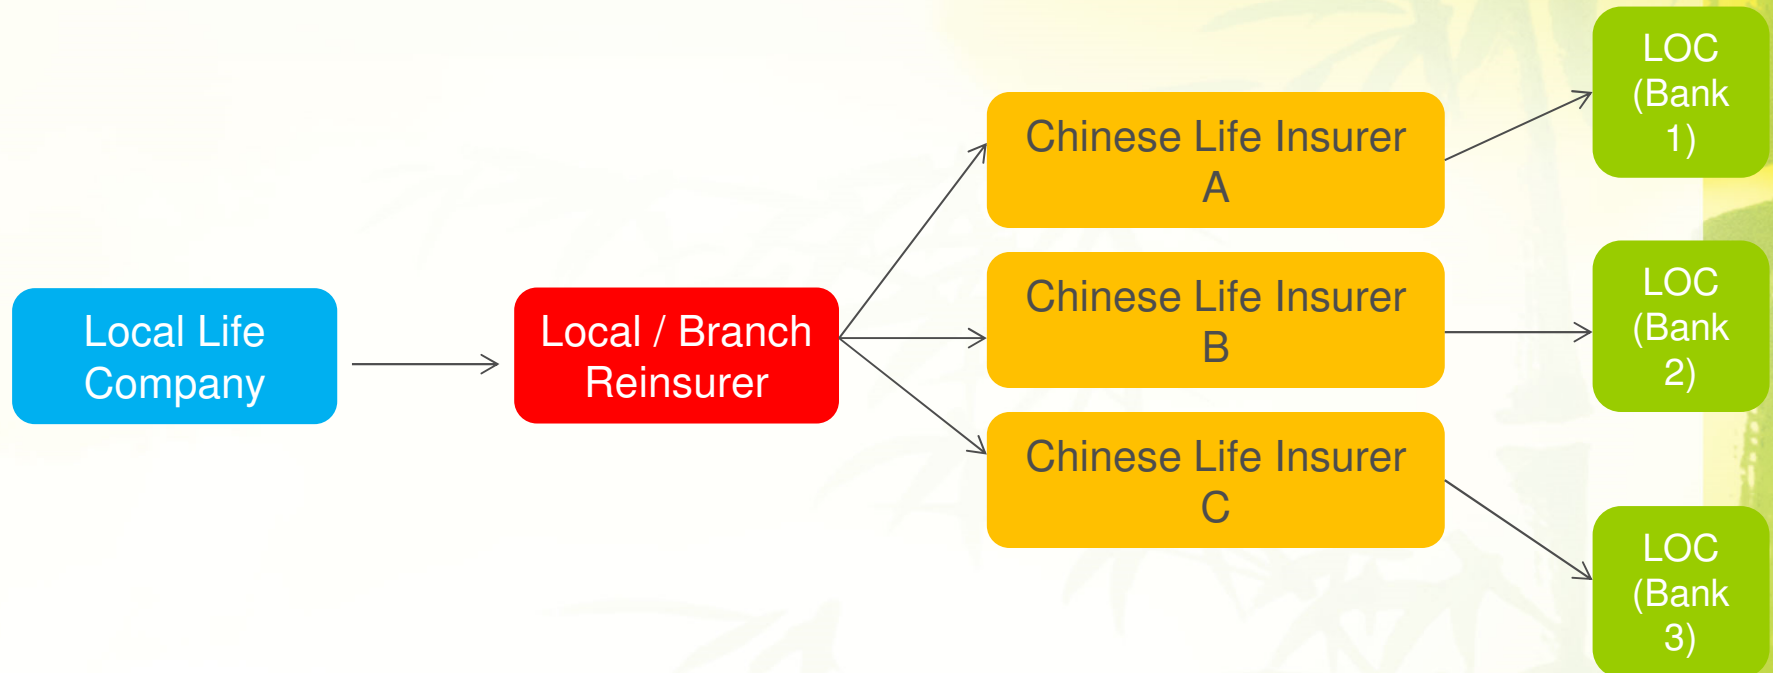 Local Life
Company
Local / Branch
Reinsurer
Chinese Life Insurer
A
Chinese Life Insurer
B
Chinese Life Insurer
C
LOC
(Bank
1)
LOC
(Bank
2)
LOC
(Bank
3)